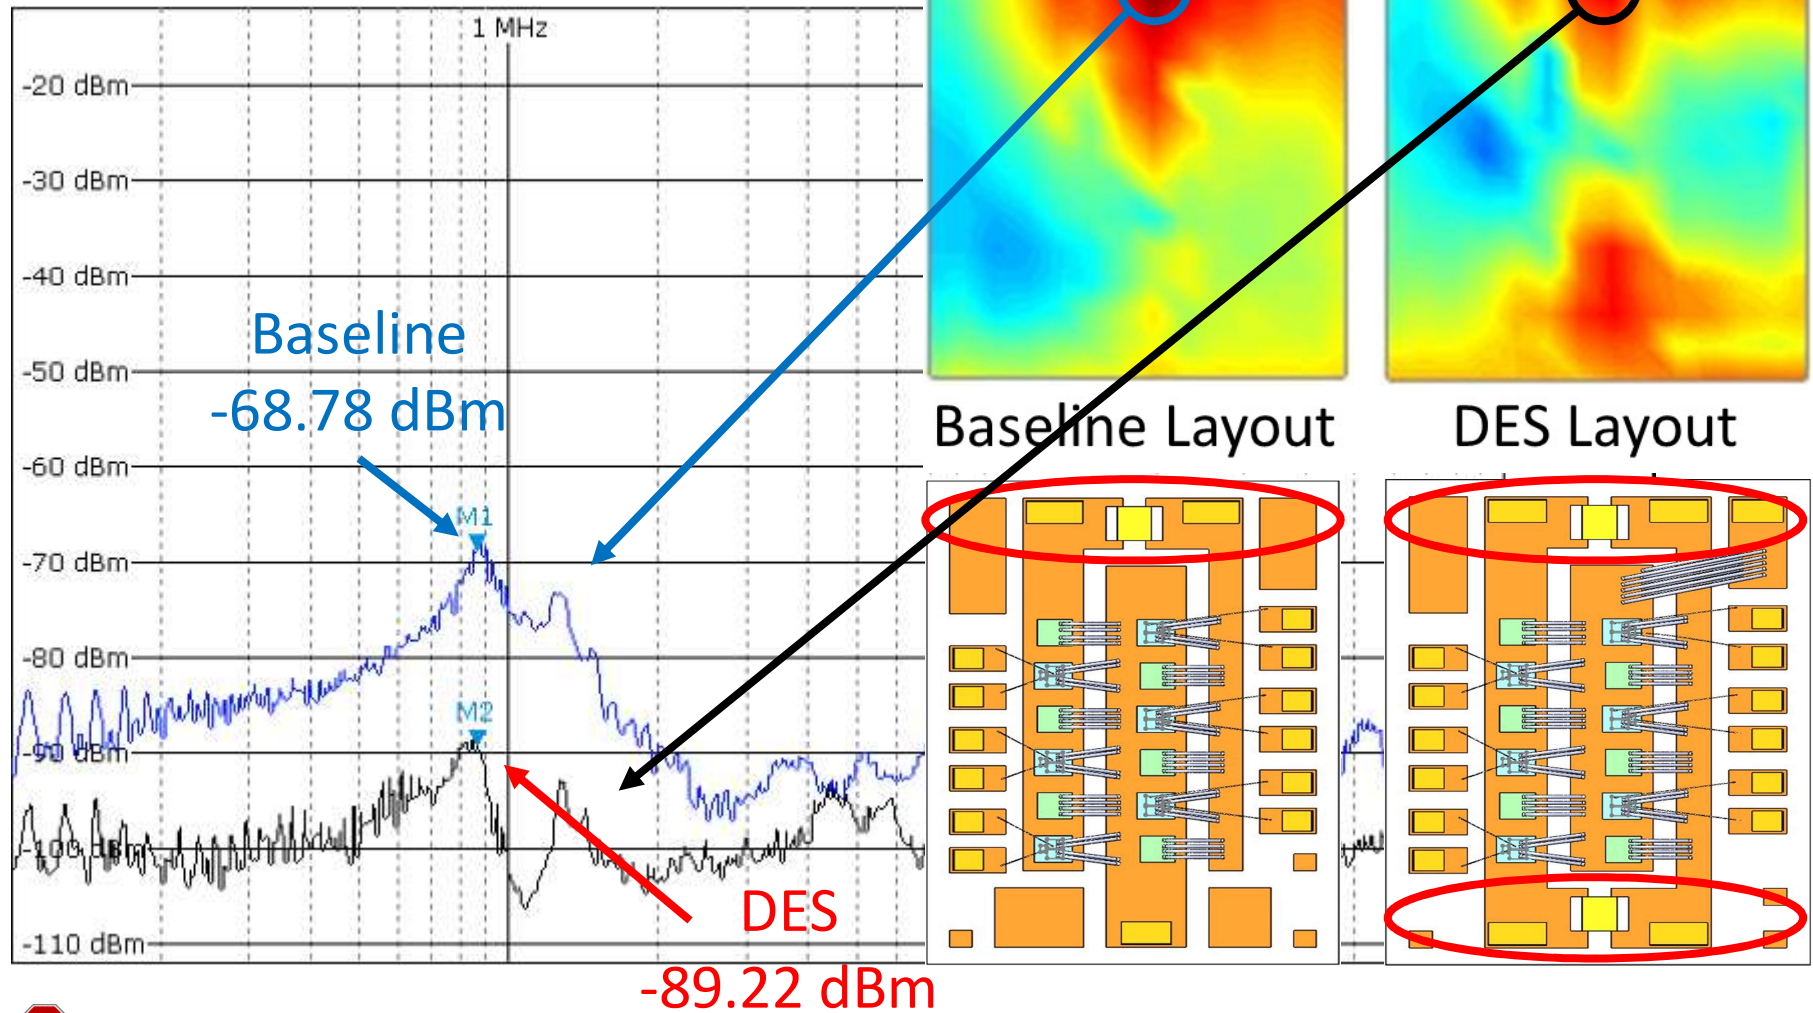 1 MHz
-20 dBm
-30 dBm
-40 dBm
Baseline
-68.78 dBm
-50 dBm
-60 dBm
M1
-70 dBm
-80 dBm
M2
-90 dBm
-100 dBm
DES
-110 dBm
-89.22 dBm
Baseline Layout
DES Layout